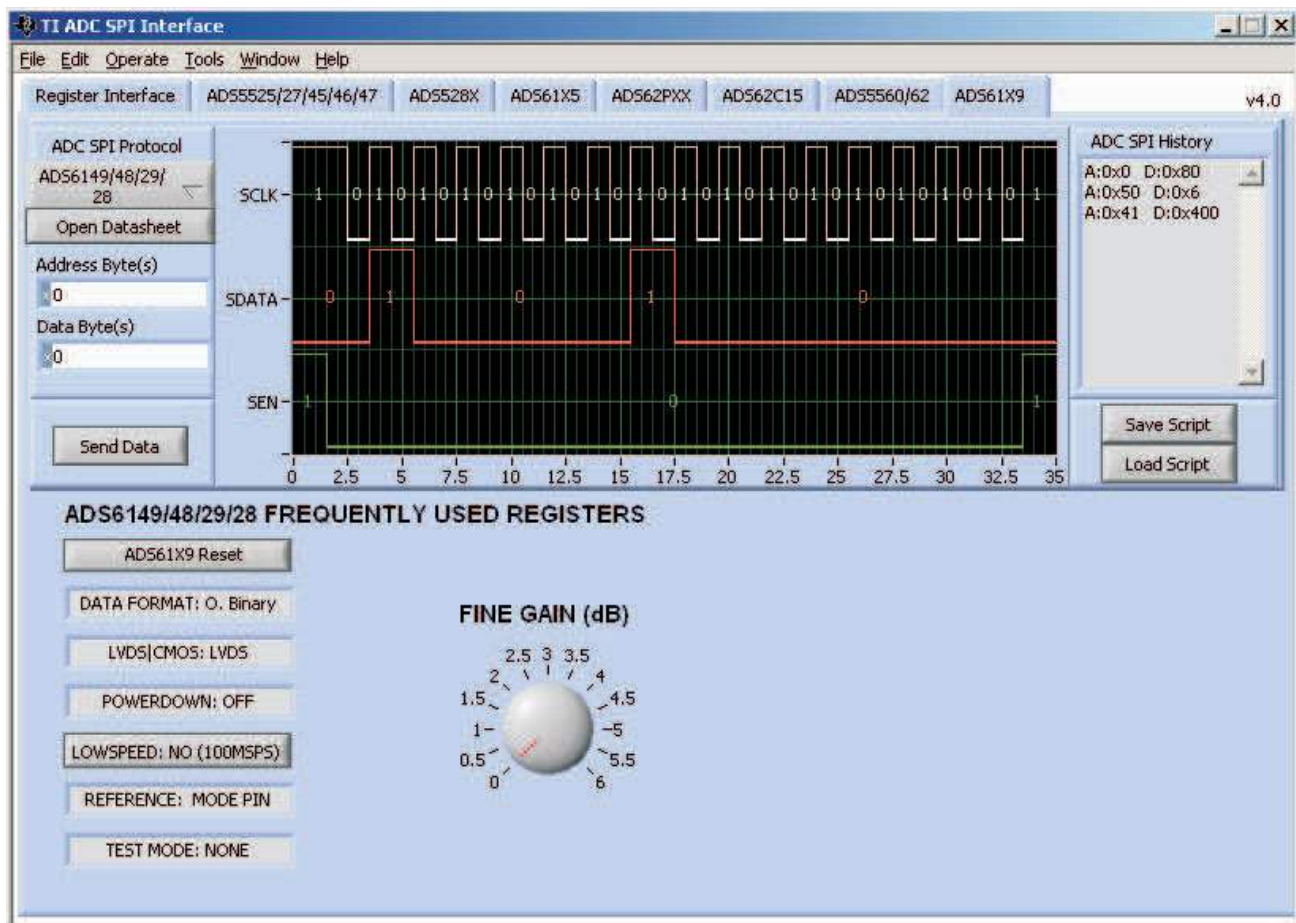 TI ADC SPI Interface
File Edit Operate Tools Window Help
Register Interface ADS5525/27/45/46/47 ADS528X ADS61X5 ADS62PXX ADS62C15 ADS5560/62 ADS61X9 v4.0
ADC SPI Protocol
ADS6149/48/29/
28
Open Datasheet
Address Byte(s)
x0
Data Byte(s)
x0
Send Data
SCLK
1 0 1 0 1 0 1 0 1 0 1 0 1 0 1 0 1 0 1 0 1 0 1 0 1 0 1 0 1 0 1 0 1
SDATA
0 1 0 1 0
SEN
1 0 1
0 2.5 5 7.5 10 12.5 15 17.5 20 22.5 25 27.5 30 32.5 35
ADC SPI History
A:0x0 D:0x80
A:0x50 D:0x6
A:0x41 D:0x400
Save Script
Load Script
ADS6149/48/29/28 FREQUENTLY USED REGISTERS
ADS61X9 Reset
DATA FORMAT: O. Binary
LVDS|CMOS: LVDS
POWERDOWN: OFF
LOWSPEED: NO (100MSPS)
REFERENCE: MODE PIN
TEST MODE: NONE
FINE GAIN (dB)
2.5 3 3.5
2 4
1.5 4.5
1 5
0.5 5.5
0 6